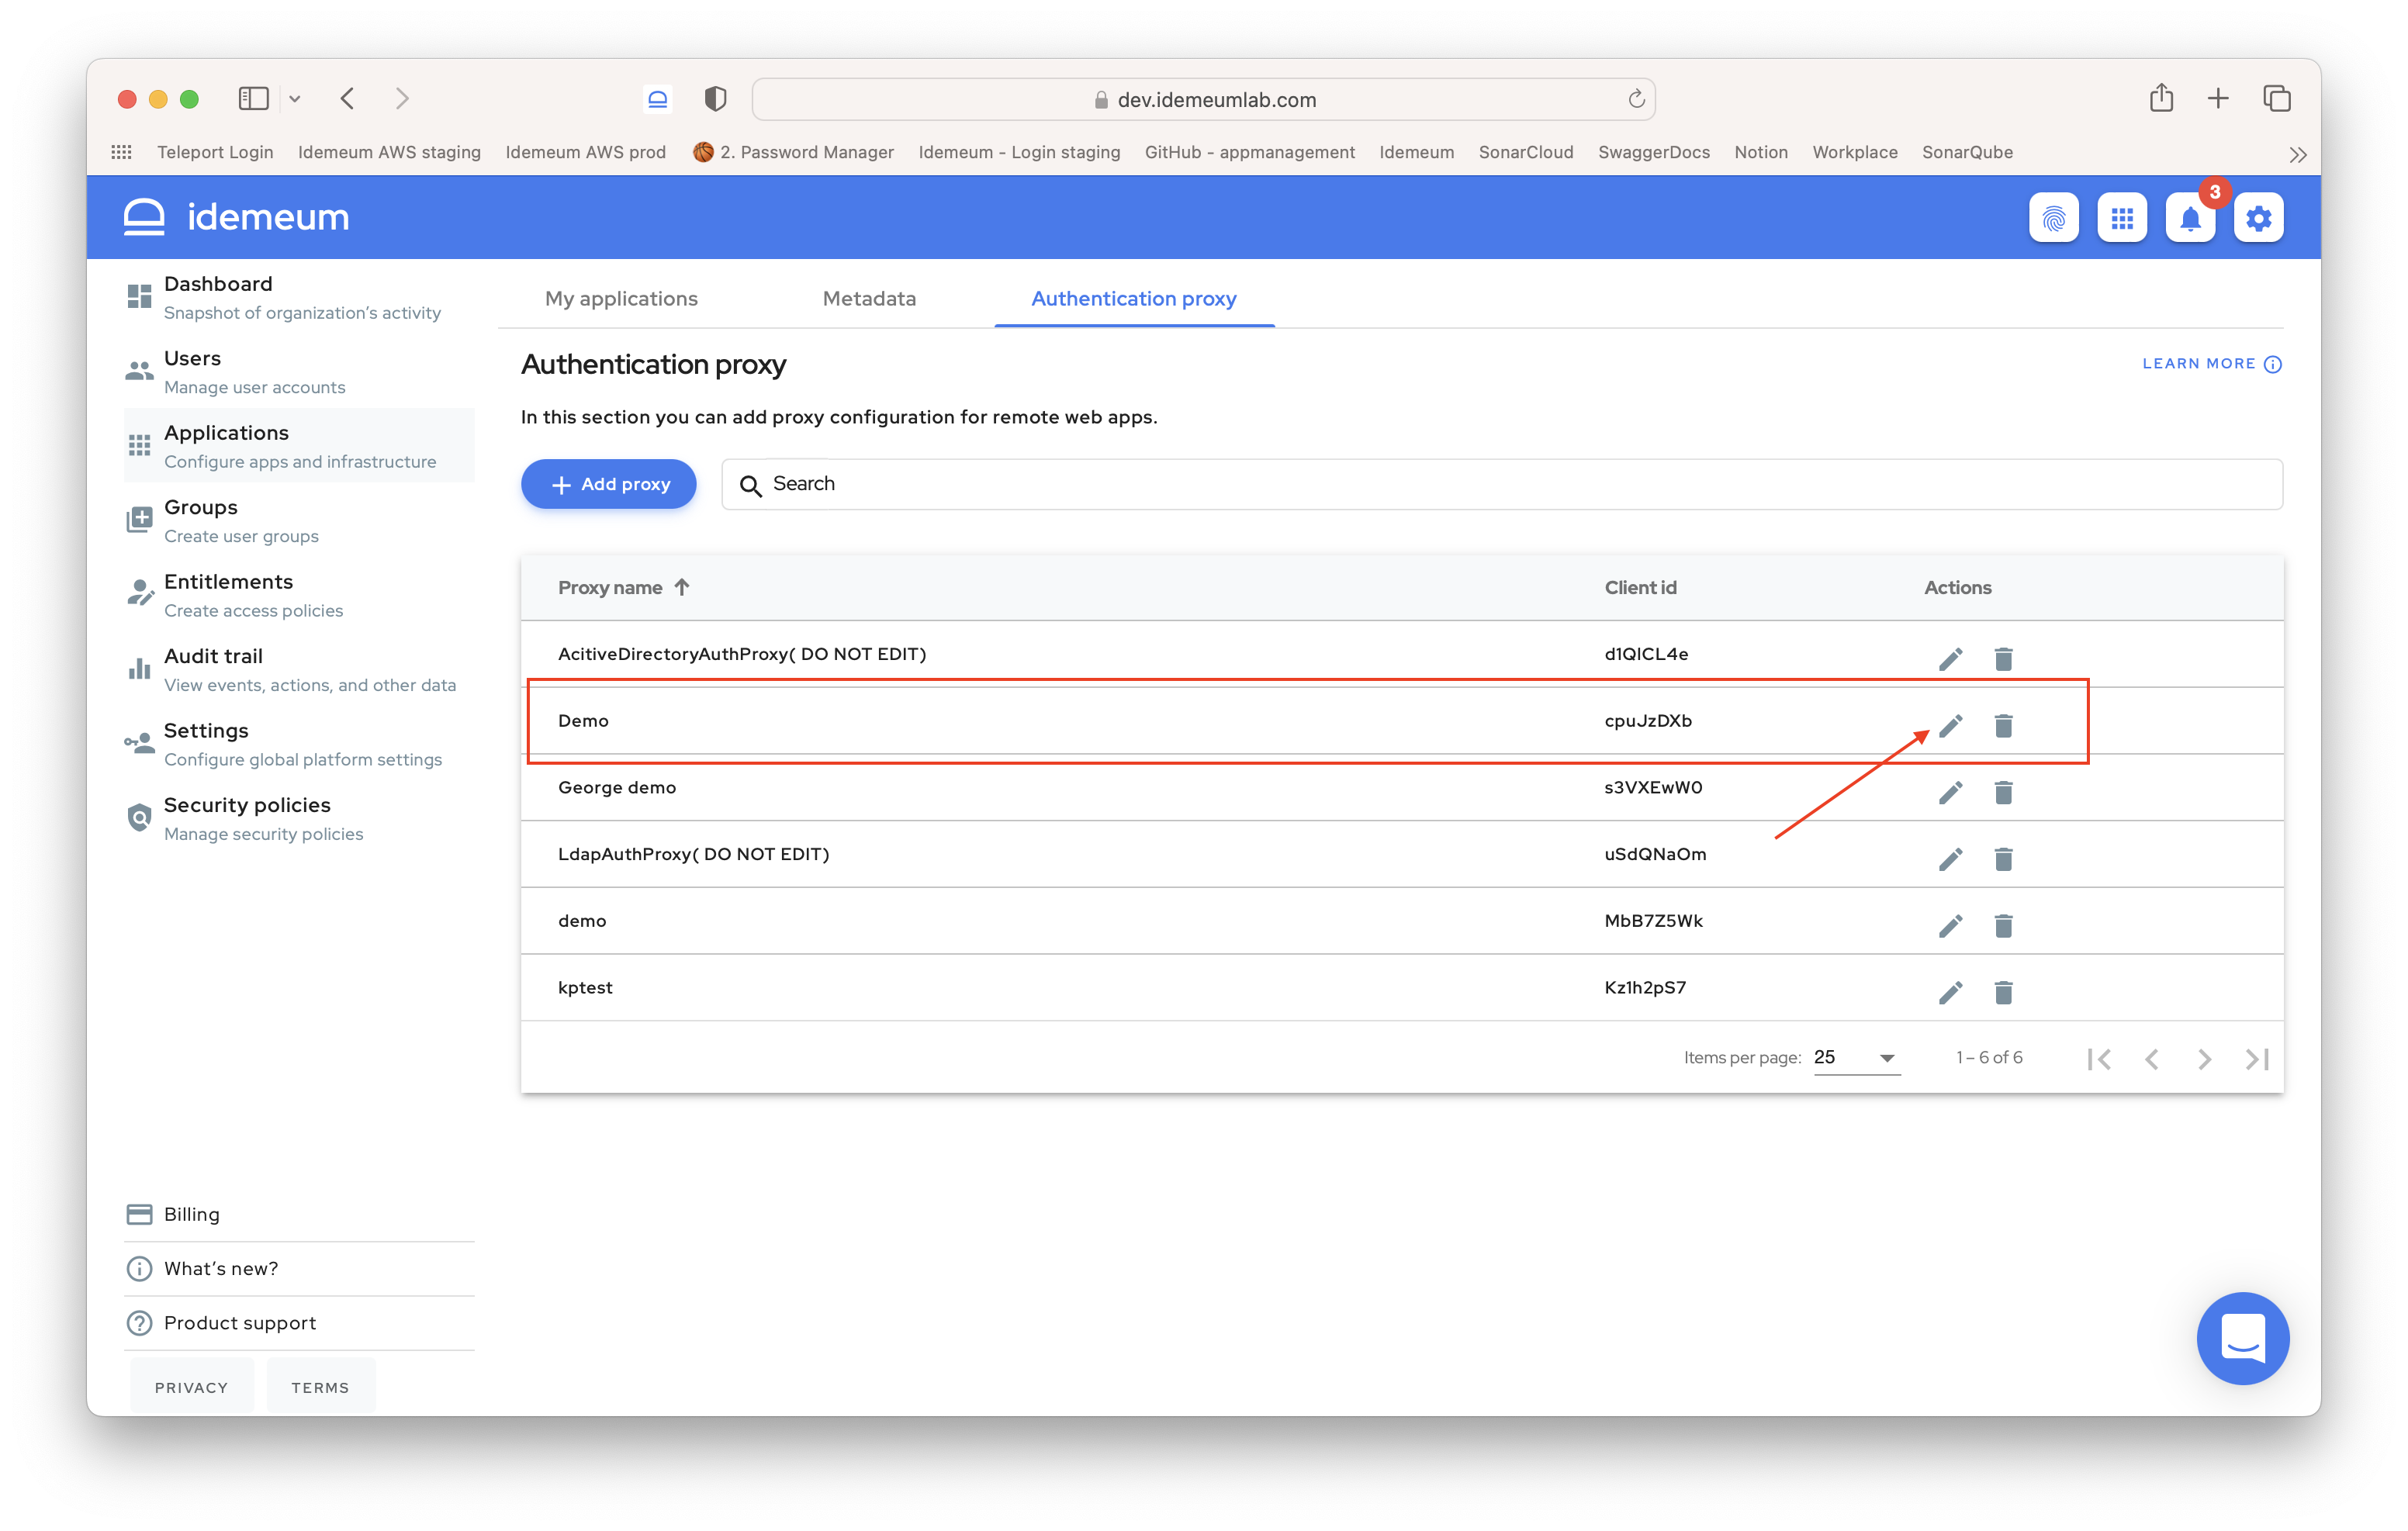 dev.idemeumlab.com
Teleport Login Idemeum AWS staging Idemeum AWS prod 2. Password Manager Idemeum - Login staging GitHub - appmanagement Idemeum SonarCloud SwaggerDocs Notion Workplace SonarQube
idemeum
3
Dashboard
Snapshot of organization's activity
Users
Manage user accounts
Applications
Configure apps and infrastructure
Groups
Create user groups
Entitlements
Create access policies
Audit trail
View events, actions, and other data
Settings
Configure global platform settings
Security policies
Manage security policies
Billing
What's new?
Product support
PRIVACY TERMS
My applications Metadata Authentication proxy
Authentication proxy LEARN MORE
In this section you can add proxy configuration for remote web apps.
Add proxy Search
Proxy name Client id Actions
AcitiveDirectoryAuthProxy( DO NOT EDIT) d1QICL4e
Demo cpuJzDXb
George demo s3VXEwW0
LdapAuthProxy( DO NOT EDIT) uSdQNaOm
demo MbB7Z5Wk
kptest Kz1h2pS7
Items per page: 25 1 – 6 of 6